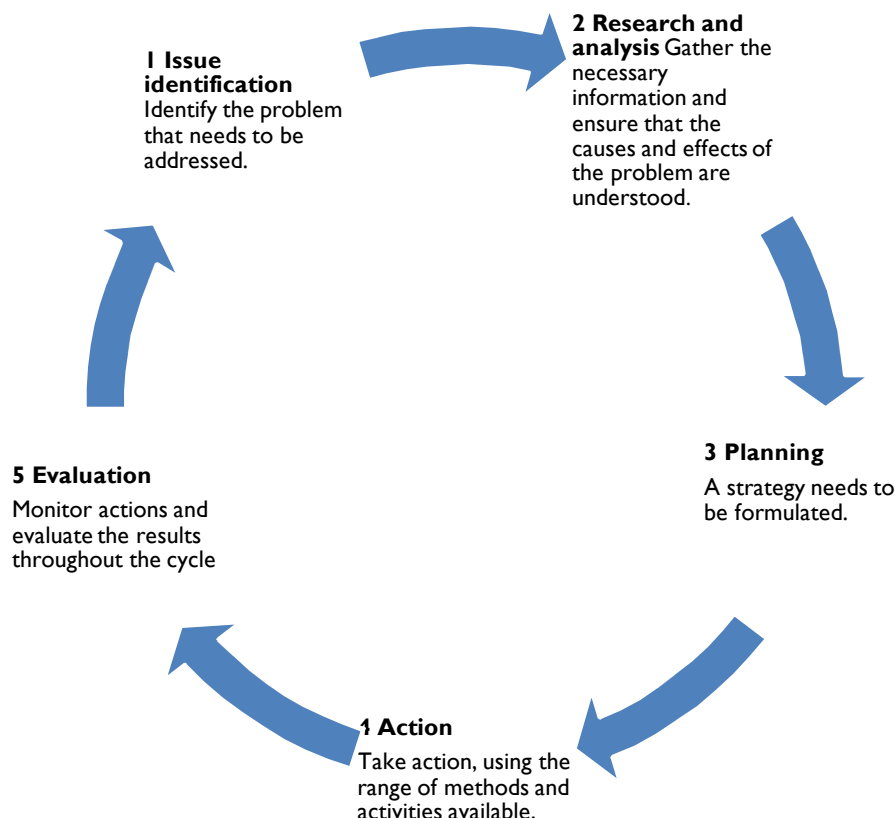 1 Issue
identification
Identify the problem
that needs to be
addressed.
2 Research and
analysis Gather the
necessary
information and
ensure that the
causes and effects of
the problem are
understood.
3 Planning
A strategy needs to
be formulated.
4 Action
Take action, using the
range of methods and
activities available.
5 Evaluation
Monitor actions and
evaluate the results
throughout the cycle